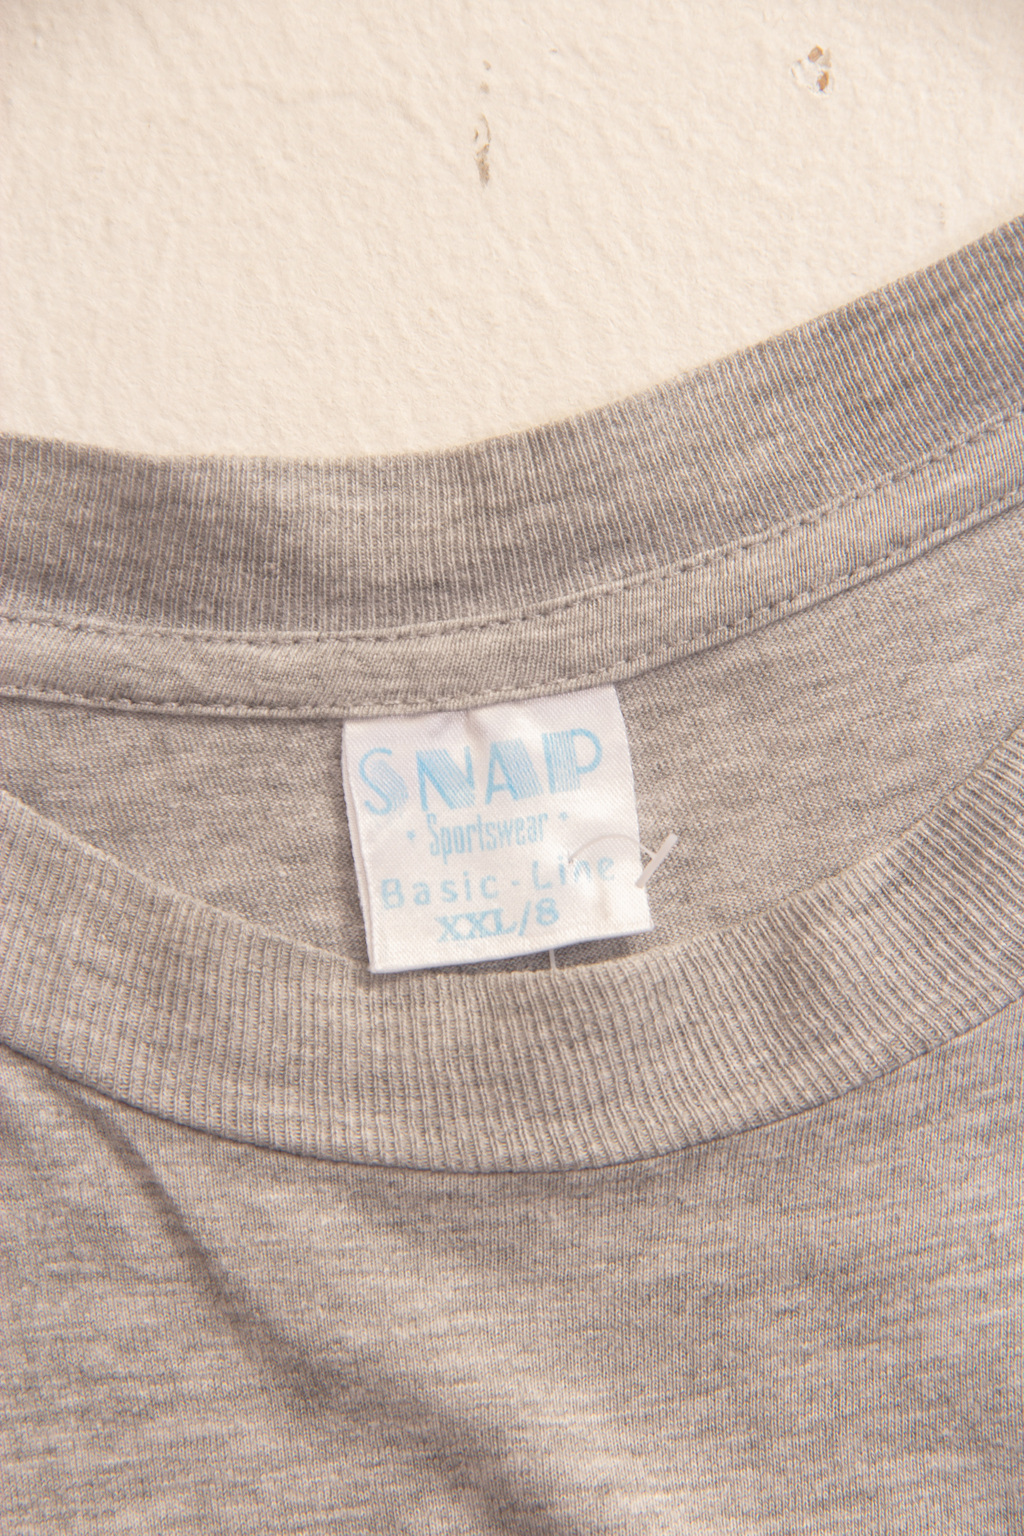 SNAP
• Sportswear •
Basic-Line
XXL/8